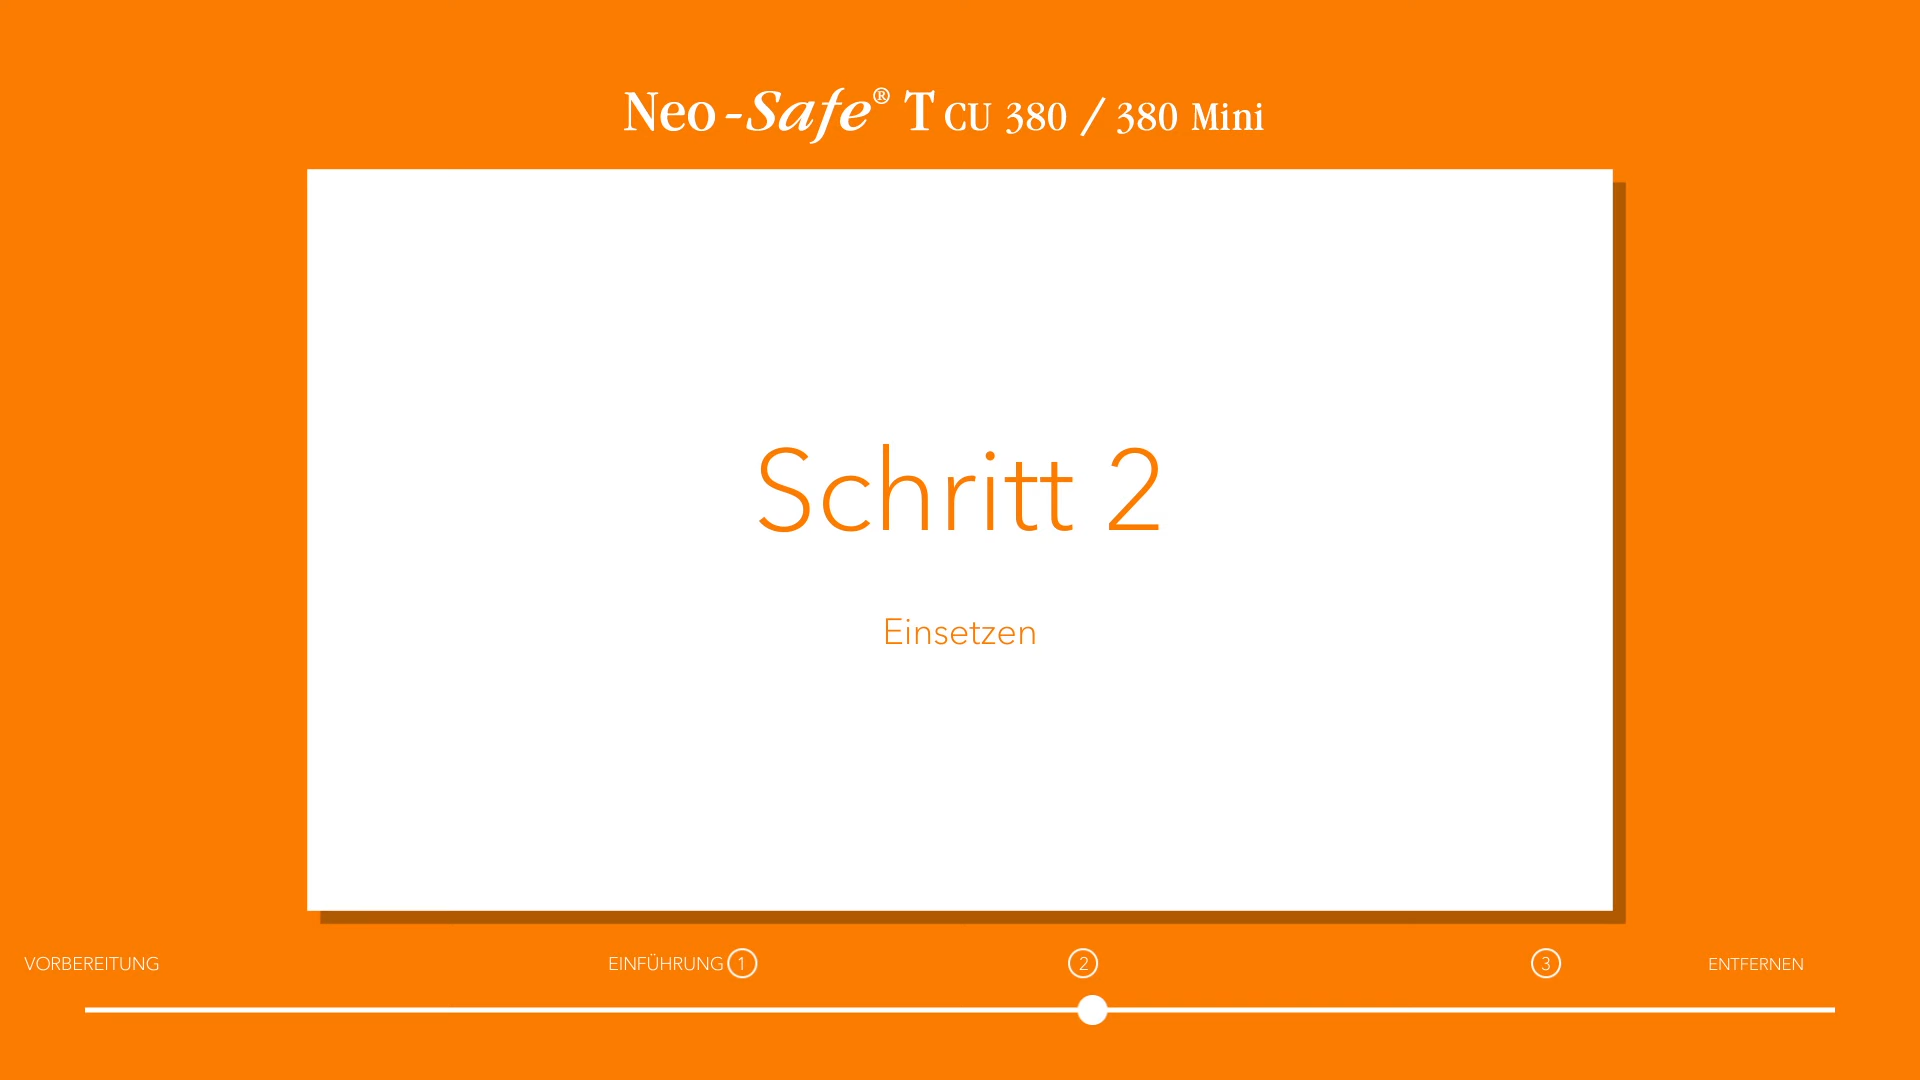 Neo-Safe® T CU 380 / 380 Mini
Schritt 2
Einsetzen
VORBEREITUNG EINFÜHRUNG 1 2 3 ENTFERNEN